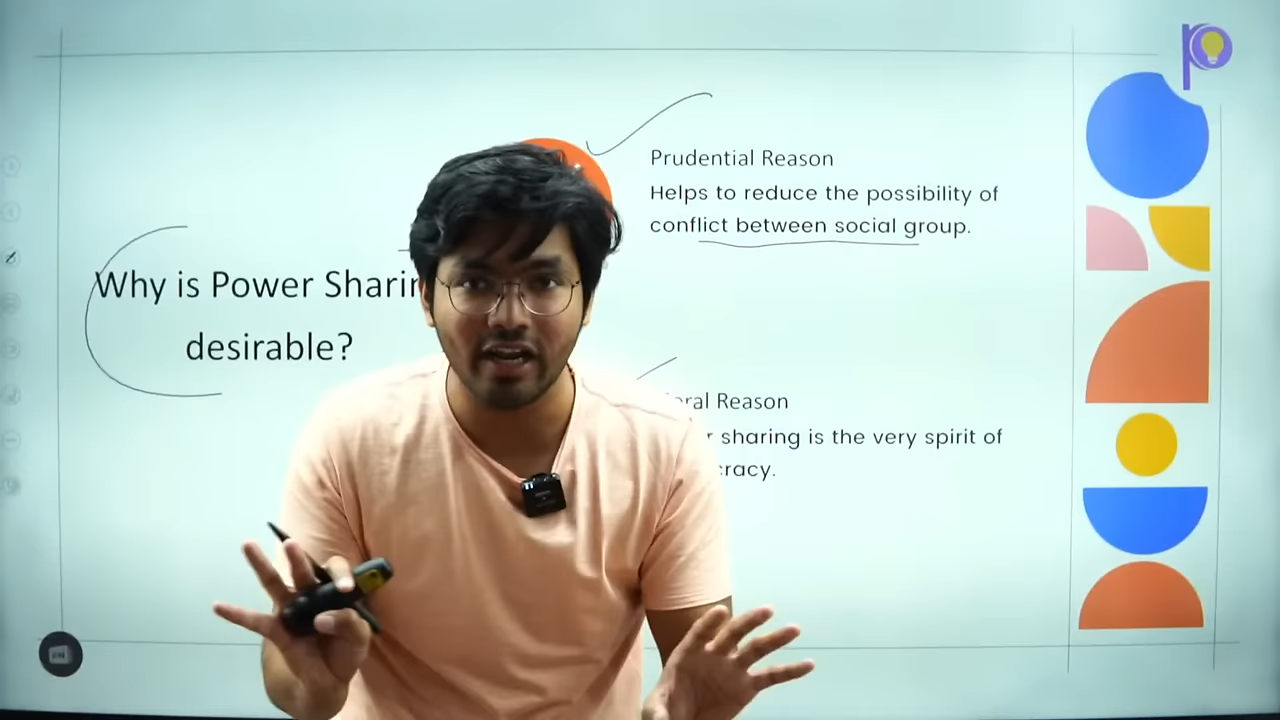 Why is Power Sharin
desirable?
Prudential Reason
Helps to reduce the possibility of
conflict between social group.
oral Reason
r sharing is the very spirit of
cracy.